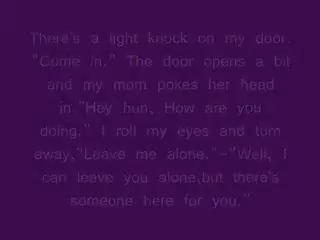 There's a light knock on my door.
"Come in." The door opens a bit
and my mom pokes her head
in."Hey hun, How are you
doing." I roll my eyes and turn
away,"Leave me alone."-"Well, I
can leave you alone,but there's
someone here for you."